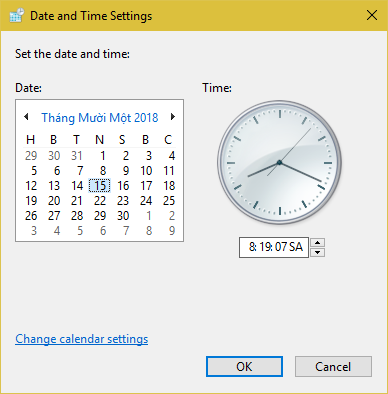 Date and Time Settings
Set the date and time:
Date:
Tháng Mười Một 2018
H B T N S B C
29 30 31 1 2 3 4
5 6 7 8 9 10 11
12 13 14 15 16 17 18
19 20 21 22 23 24 25
26 27 28 29 30 1 2
3 4 5 6 7 8 9
Time:
8: 19: 07 SA
Change calendar settings
OK
Cancel